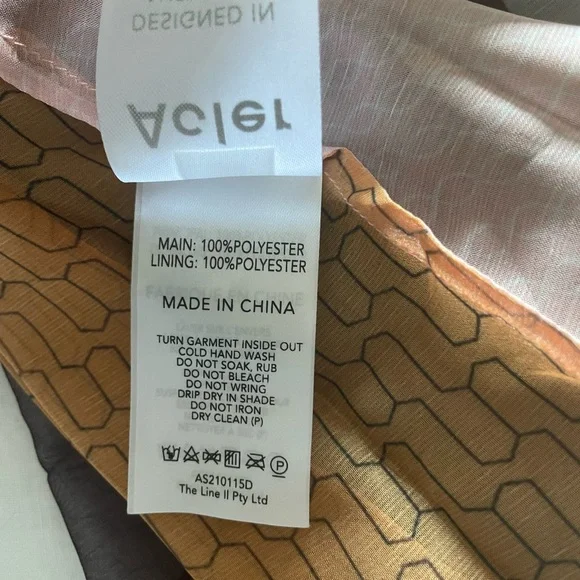 DESIGNED IN
Acler
MAIN: 100%POLYESTER
LINING: 100%POLYESTER
MADE IN CHINA
TURN GARMENT INSIDE OUT
COLD HAND WASH
DO NOT SOAK, RUB
DO NOT BLEACH
DO NOT WRING
DRIP DRY IN SHADE
DO NOT IRON
DRY CLEAN (P)
AS210115D
The Line II Pty Ltd